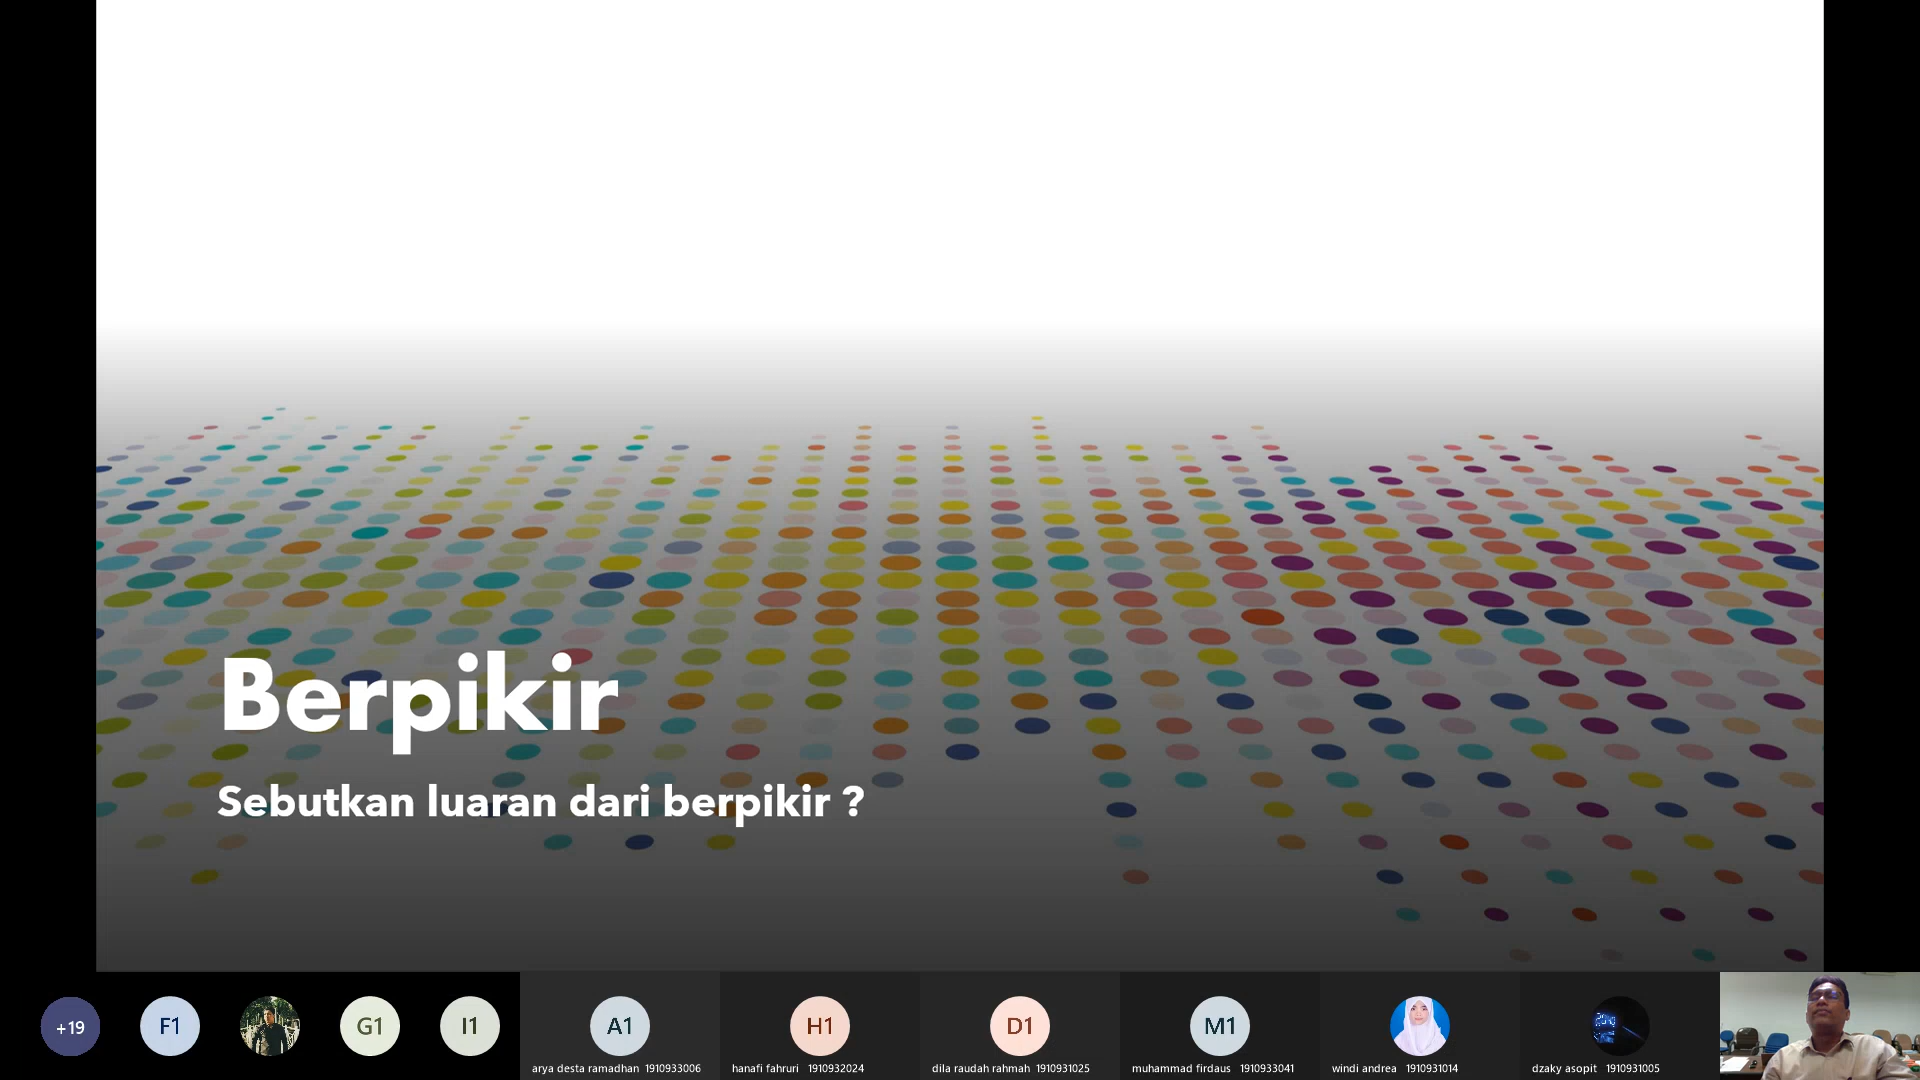 Berpikir
Sebutkan luaran dari berpikir ?
+19
F1
G1
I1
A1
H1
D1
M1
arya desta ramadhan 1910933006
hanafi fahruri 1910932024
dila raudah rahmah 1910931025
muhammad firdaus 1910933041
windi andrea 1910931014
dzaky asopit 1910931005